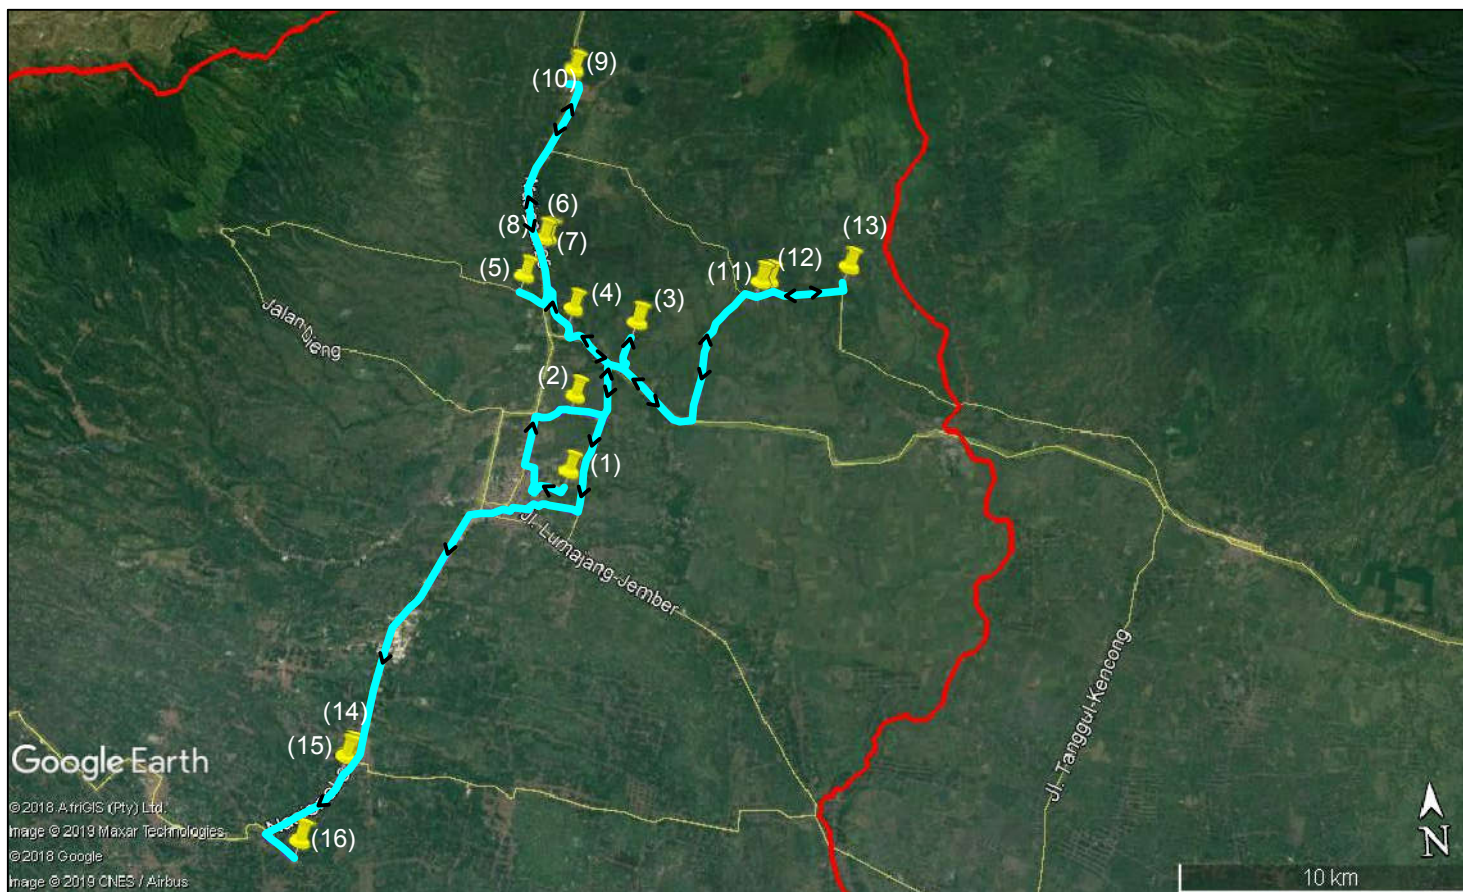 (9)
(10)
(6)
(8)
(7)
(13)
(5)
(12)
(11)
(4)
(3)
Jalan Dieng
(2)
(1)
Jl. Lumajang-Jember
Jl. Tanggul-Kencong
(14)
(15)
Google Earth
© 2018 AfriGIS (Pty) Ltd.
Image © 2019 Maxar Technologies
(16)
© 2018 Google
Image © 2019 CNES / Airbus
N
10 km